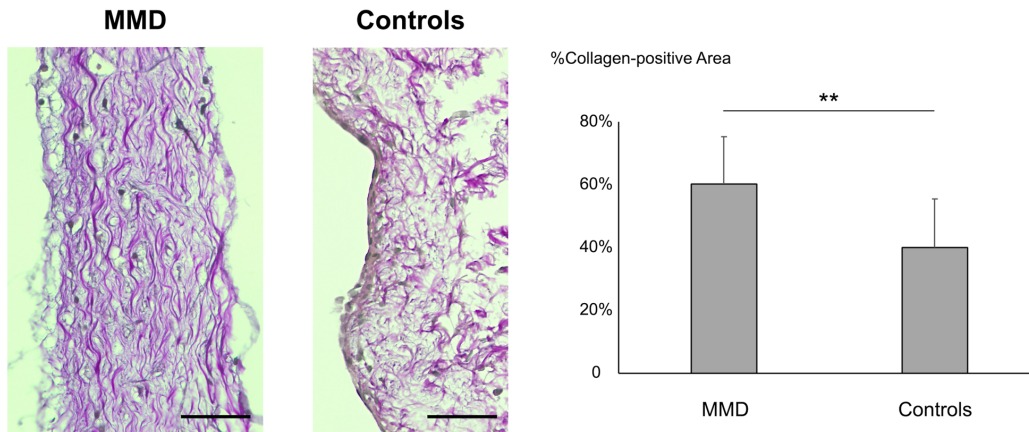 MMD
Controls
%Collagen-positive Area
**
80%
60%
40%
20%
0
MMD
Controls